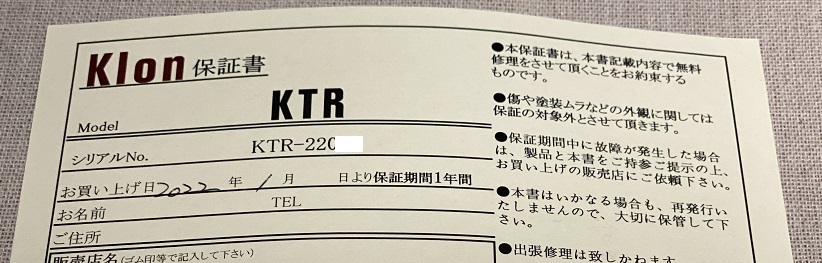 Klon 保証書
Model KTR
シリアルNo. KTR-220
お買い上げ日 2022 年 1 月 日より保証期間1年間
お名前 TEL
ご住所
販売店名(ゴム印等で記入して下さい)
●本保証書は、本書記載内容で無料
修理をさせて頂くことをお約束する
ものです。
●傷や塗装ムラなどの外観に関しては
保証の対象外とさせて頂きます。
●保証期間中に故障が発生した場合
は、製品と本書をご持参ご提示の上、
お買い上げの販売店にご依頼下さい。
●本書はいかなる場合も、再発行い
たしませんので、大切に保管して下
さい。
●出張修理は致しかねます。